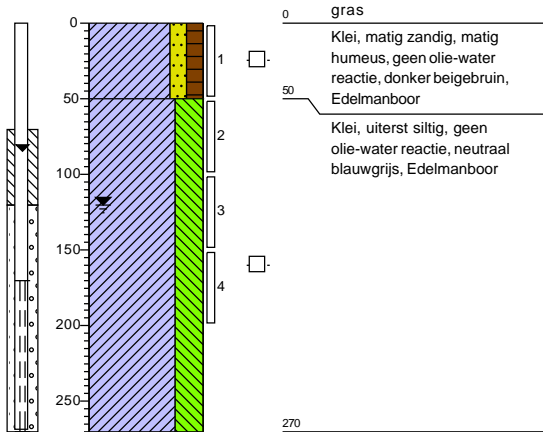 0
50
100
150
200
250
1
2
3
4
0
gras
Klei, matig zandig, matig
humeus, geen olie-water
reactie, donker beigebruin,
Edelmanboor
50
Klei, uiterst siltig, geen
olie-water reactie, neutraal
blauwgrijs, Edelmanboor
270